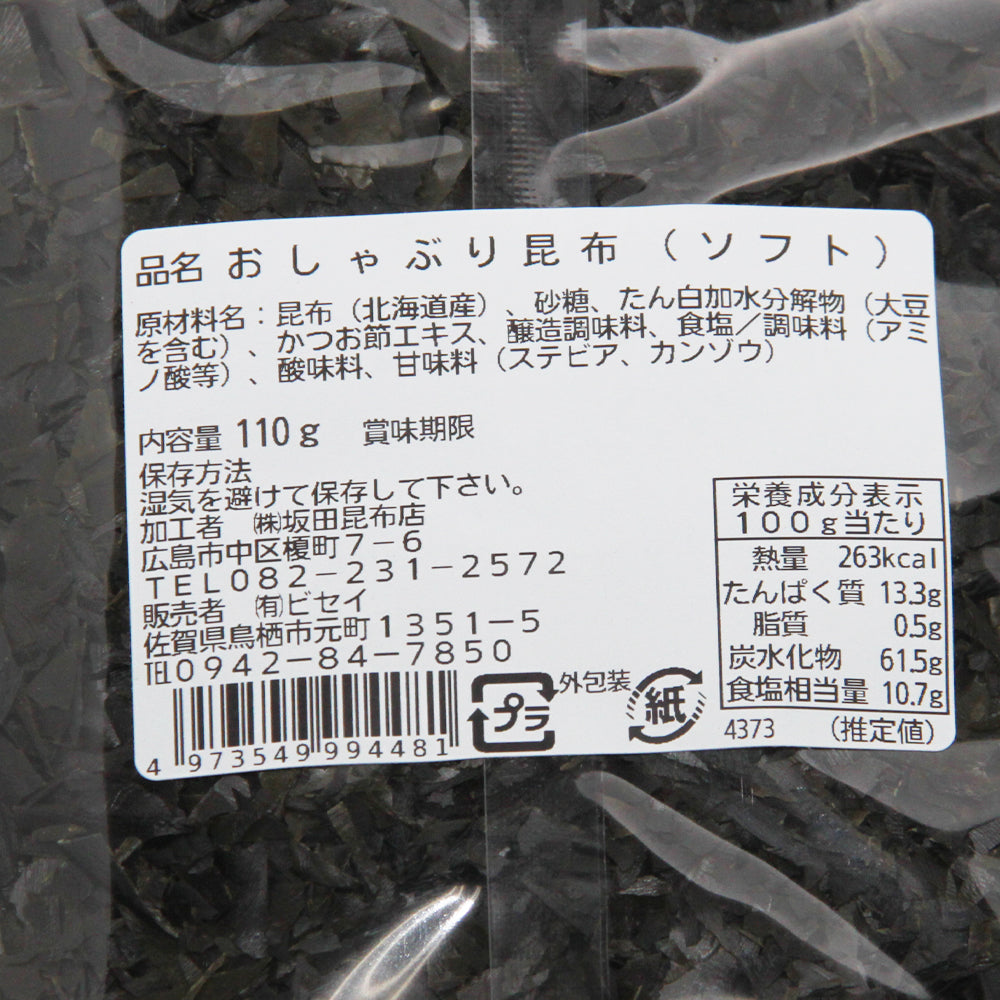 品名 おしゃぶり昆布（ソフト）
原材料名：昆布（北海道産）、砂糖、たん白加水分解物（大豆
を含む）、かつお節エキス、醸造調味料、食塩／調味料（アミ
ノ酸等）、酸味料、甘味料（ステビア、カンゾウ）
内容量 110g 賞味期限
保存方法
湿気を避けて保存して下さい。
加工者 ㈱坂田昆布店
広島市中区榎町7－6
TEL082－231－2572
販売者 ㈲ビセイ
佐賀県鳥栖市元町1351－5
℡0942－84－7850
4 973549 994481
プラ
外包装
紙
栄養成分表示
100g当たり
熱量 263kcal
たんぱく質 13.3g
脂質 0.5g
炭水化物 61.5g
食塩相当量 10.7g
4373 （推定値）